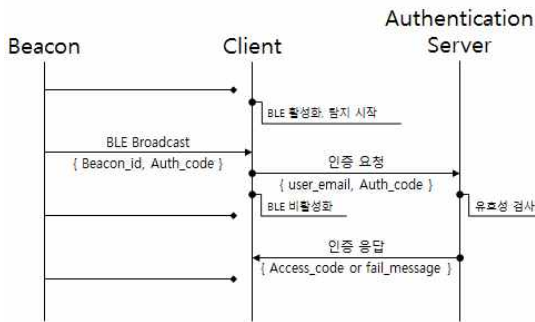 Beacon
Client
Authentication
Server
BLE 활성화, 탐지 시작
BLE Broadcast
{ Beacon_id, Auth_code }
인증 요청
{ user_email, Auth_code }
BLE 비활성화
유효성 검사
인증 응답
{ Access_code or fail_message }